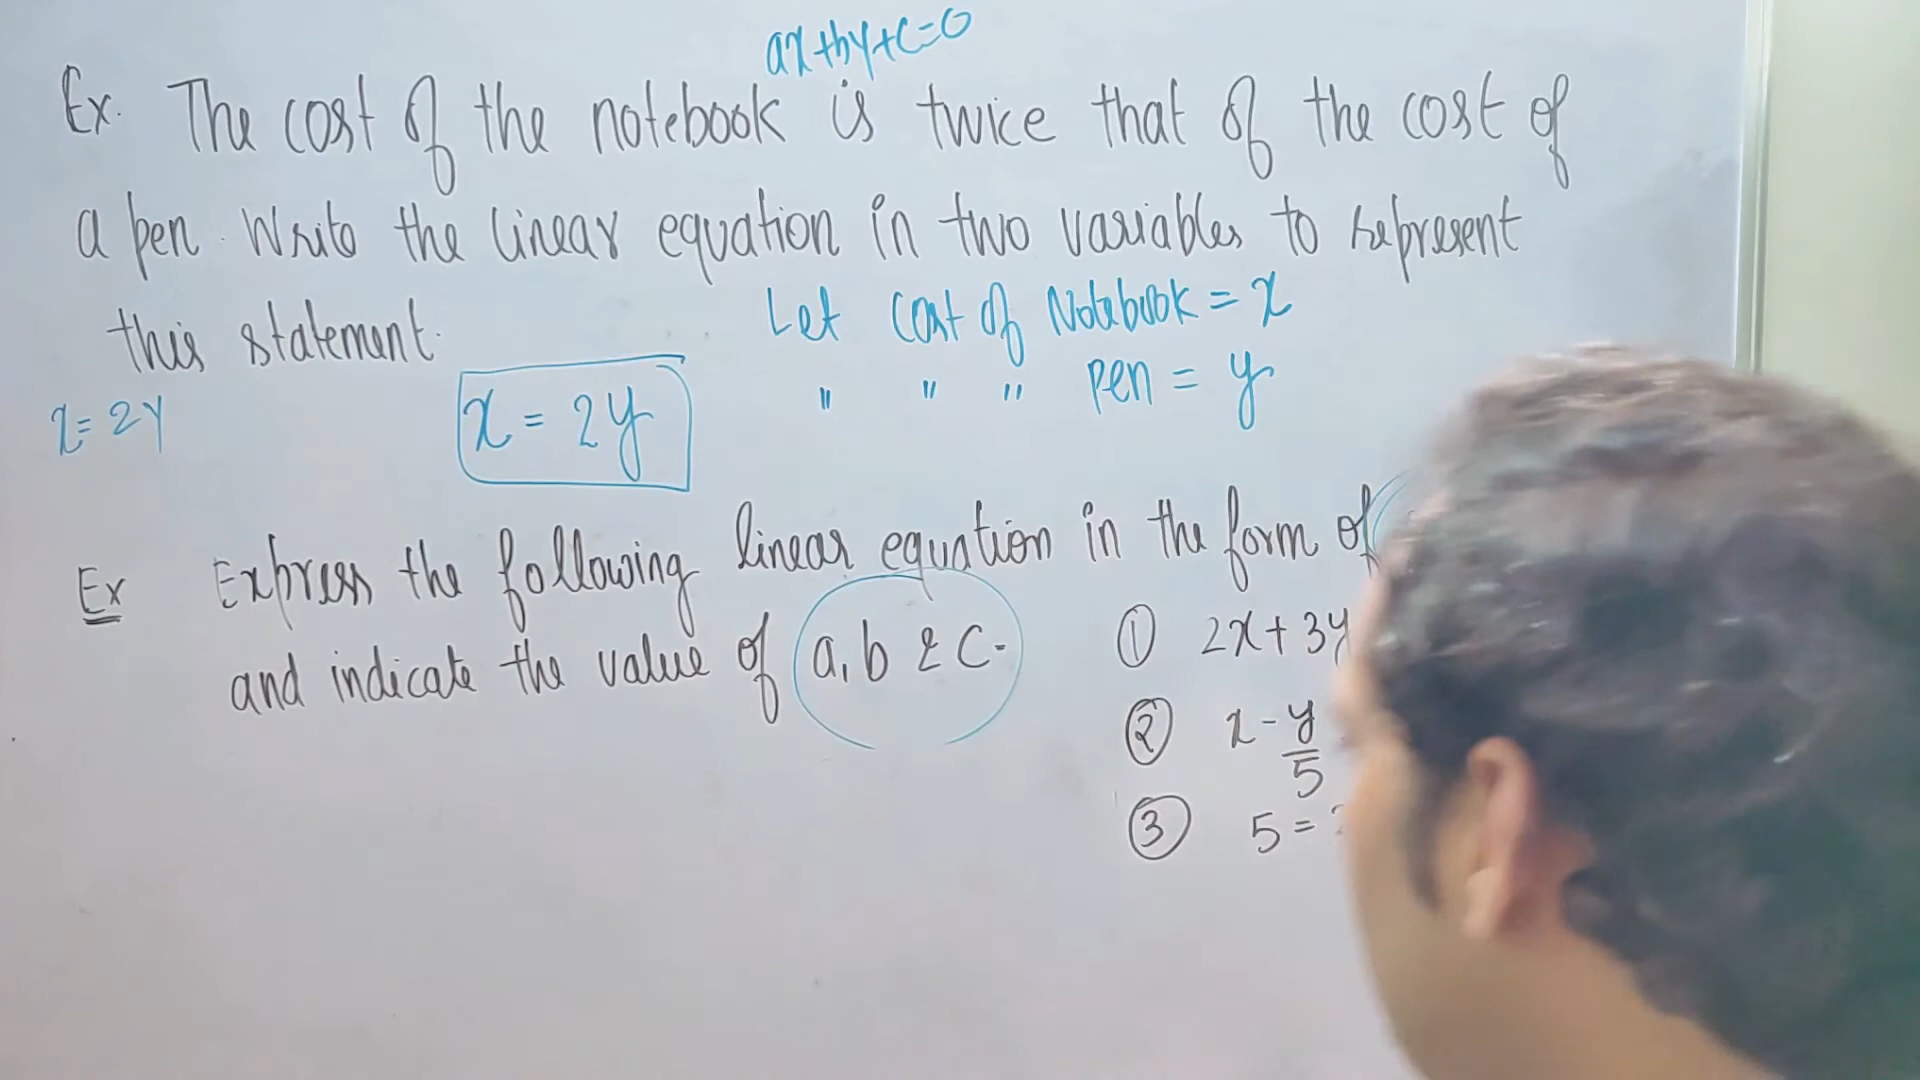 ax+by+c=0
Ex. The cost of the notebook is twice that of the cost of
a pen. Write the linear equation in two variables to represent
this statement.
Let cost of Notebook = x
" " " pen = y
x=2y
x = 2y
Ex Express the following linear equation in the form of
and indicate the value of a, b & c.
① 2x+3y
② x-y/5
③ 5=